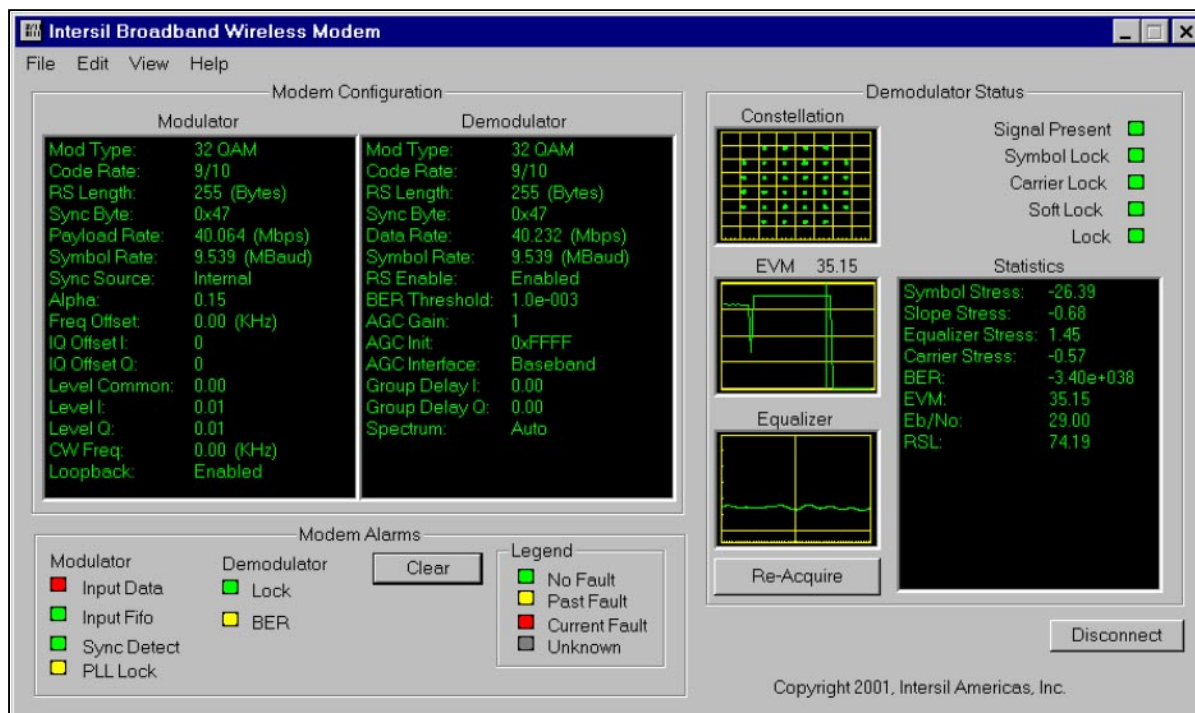 Intersil Broadband Wireless Modem
File Edit View Help
Modem Configuration
Modulator
Mod Type: 32 QAM
Code Rate: 9/10
RS Length: 255 (Bytes)
Sync Byte: 0x47
Payload Rate: 40.064 (Mbps)
Symbol Rate: 9.539 (MBaud)
Sync Source: Internal
Alpha: 0.15
Freq Offset: 0.00 (KHz)
IQ Offset I: 0
IQ Offset Q: 0
Level Common: 0.00
Level I: 0.01
Level Q: 0.01
CW Freq: 0.00 (KHz)
Loopback: Enabled
Demodulator
Mod Type: 32 QAM
Code Rate: 9/10
RS Length: 255 (Bytes)
Sync Byte: 0x47
Data Rate: 40.232 (Mbps)
Symbol Rate: 9.539 (MBaud)
RS Enable: Enabled
BER Threshold: 1.0e-003
AGC Gain: 1
AGC Init: 0xFFFF
AGC Interface: Baseband
Group Delay I: 0.00
Group Delay Q: 0.00
Spectrum: Auto
Demodulator Status
Constellation
Signal Present
Symbol Lock
Carrier Lock
Soft Lock
Lock
EVM 35.15
Equalizer
Re-Acquire
Statistics
Symbol Stress: -26.39
Slope Stress: -0.68
Equalizer Stress: 1.45
Carrier Stress: -0.57
BER: -3.40e+038
EVM: 35.15
Eb/No: 29.00
RSL: 74.19
Modem Alarms
Modulator
Input Data
Input Fifo
Sync Detect
PLL Lock
Demodulator
Lock
BER
Clear
Legend
No Fault
Past Fault
Current Fault
Unknown
Disconnect
Copyright 2001, Intersil Americas, Inc.